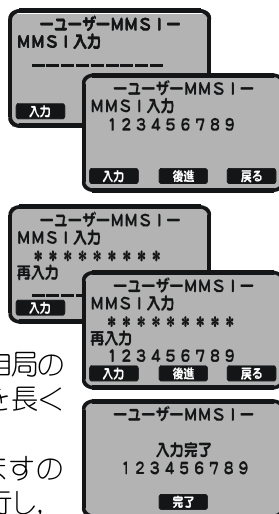 －ユーザーMMSI－
MMSI入力
_________
入力
－ユーザーMMSI－
MMSI入力
123456789
入力 後進 戻る
－ユーザーMMSI－
MMSI入力
*********
再入力
入力
－ユーザーMMSI－
MMSI入力
*********
再入力
123456789
入力 後進 戻る
自局の
を長く
ますの
行し，
－ユーザーMMSI－
入力完了
123456789
完了